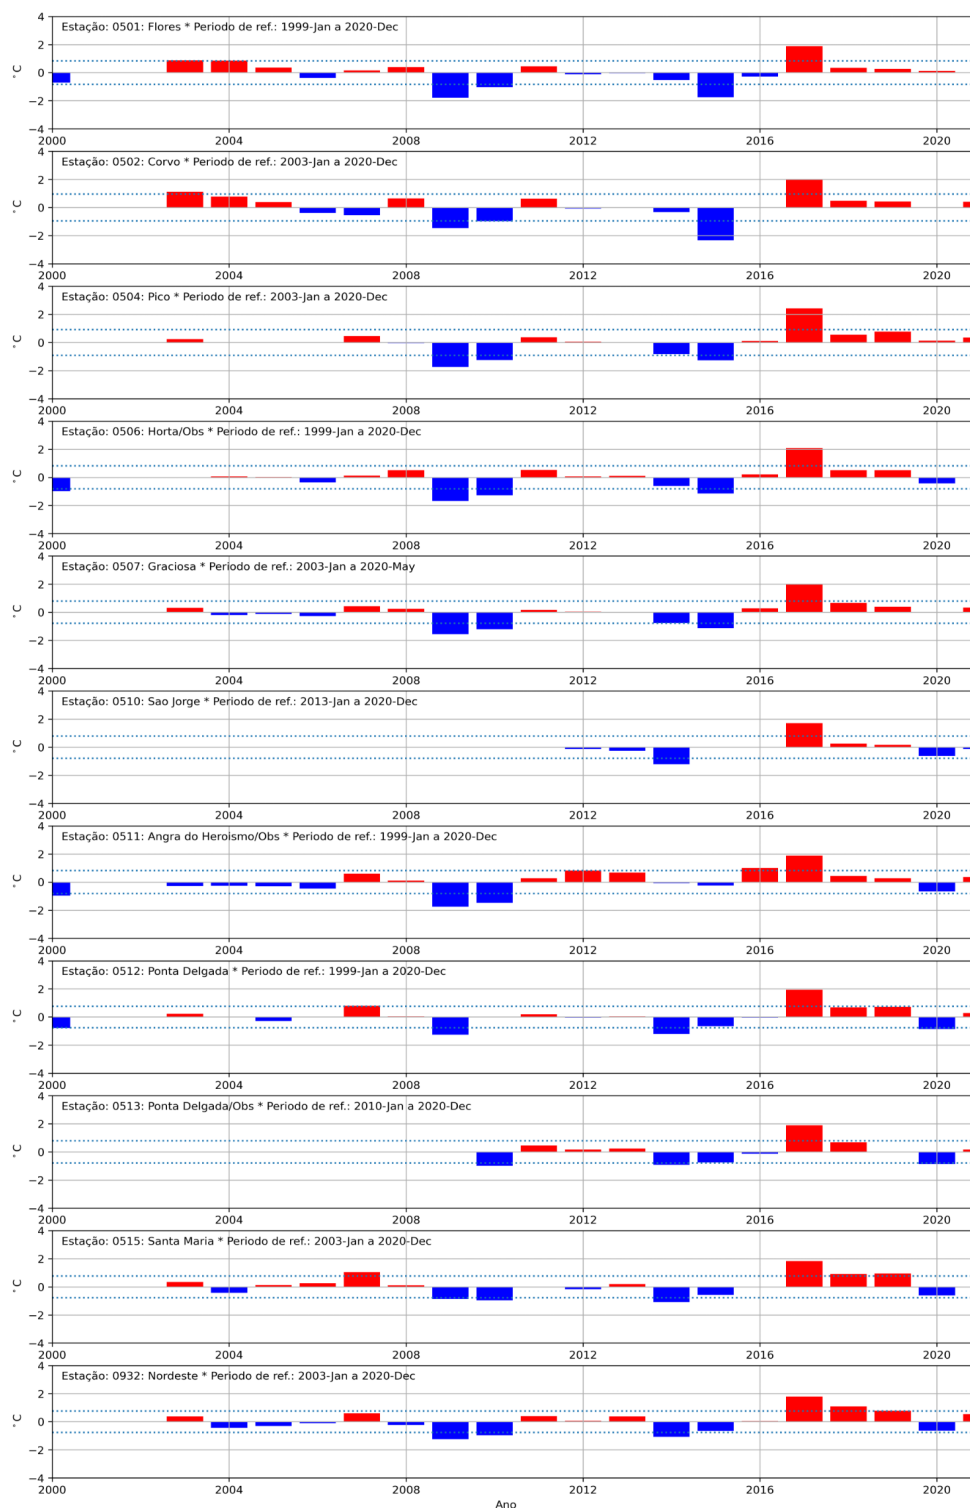 4
Estação: 0501: Flores * Periodo de ref.: 1999-Jan a 2020-Dec
2
°C
0
−2
−4
2000 2004 2008 2012 2016 2020
4
Estação: 0502: Corvo * Periodo de ref.: 2003-Jan a 2020-Dec
2
°C
0
−2
−4
2000 2004 2008 2012 2016 2020
4
Estação: 0504: Pico * Periodo de ref.: 2003-Jan a 2020-Dec
2
°C
0
−2
−4
2000 2004 2008 2012 2016 2020
4
Estação: 0506: Horta/Obs * Periodo de ref.: 1999-Jan a 2020-Dec
2
°C
0
−2
−4
2000 2004 2008 2012 2016 2020
4
Estação: 0507: Graciosa * Periodo de ref.: 2003-Jan a 2020-May
2
°C
0
−2
−4
2000 2004 2008 2012 2016 2020
4
Estação: 0510: Sao Jorge * Periodo de ref.: 2013-Jan a 2020-Dec
2
°C
0
−2
−4
2000 2004 2008 2012 2016 2020
4
Estação: 0511: Angra do Heroismo/Obs * Periodo de ref.: 1999-Jan a 2020-Dec
2
°C
0
−2
−4
2000 2004 2008 2012 2016 2020
4
Estação: 0512: Ponta Delgada * Periodo de ref.: 1999-Jan a 2020-Dec
2
°C
0
−2
−4
2000 2004 2008 2012 2016 2020
4
Estação: 0513: Ponta Delgada/Obs * Periodo de ref.: 2010-Jan a 2020-Dec
2
°C
0
−2
−4
2000 2004 2008 2012 2016 2020
4
Estação: 0515: Santa Maria * Periodo de ref.: 2003-Jan a 2020-Dec
2
°C
0
−2
−4
2000 2004 2008 2012 2016 2020
4
Estação: 0932: Nordeste * Periodo de ref.: 2003-Jan a 2020-Dec
2
°C
0
−2
−4
2000 2004 2008 2012 2016 2020
Ano